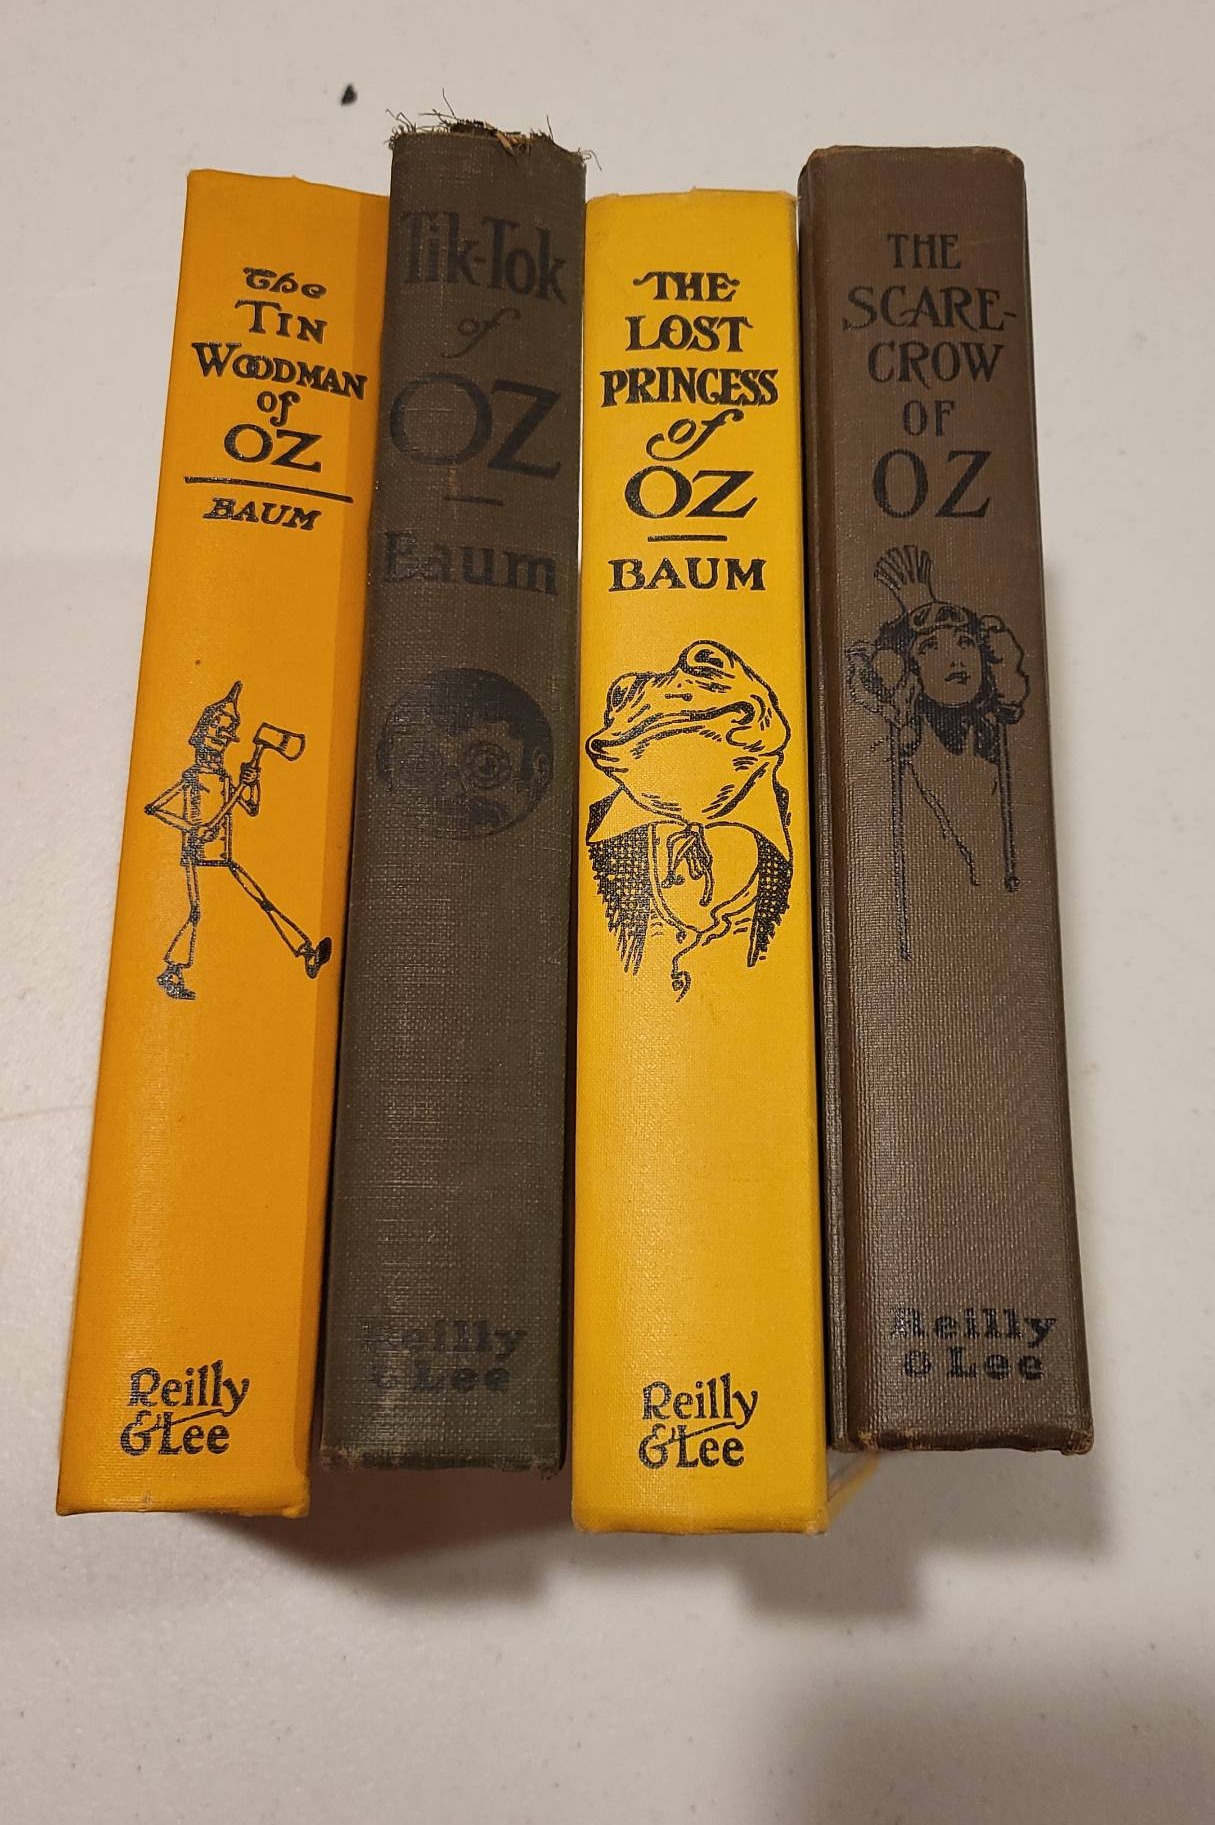 The
TIN
WOODMAN
of
OZ
BAUM
Reilly
& Lee
Tik-Tok
of
OZ
Baum
Reilly
& Lee
THE
LOST
PRINCESS
of
OZ
BAUM
Reilly
& Lee
THE
SCARE-
CROW
OF
OZ
Reilly
& Lee